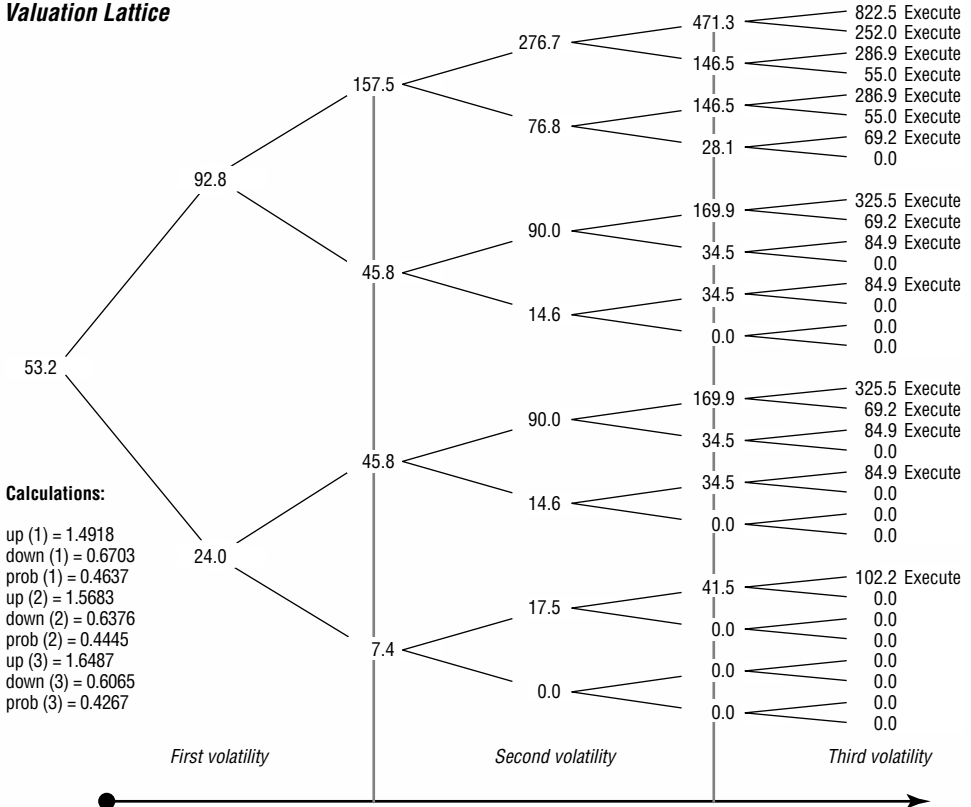 Valuation Lattice
53.2
92.8
24.0
157.5
45.8
45.8
7.4
276.7
76.8
90.0
14.6
90.0
14.6
17.5
0.0
471.3
146.5
146.5
28.1
169.9
34.5
34.5
0.0
169.9
34.5
34.5
0.0
41.5
0.0
0.0
0.0
822.5 Execute
252.0 Execute
286.9 Execute
55.0 Execute
286.9 Execute
55.0 Execute
69.2 Execute
0.0
325.5 Execute
69.2 Execute
84.9 Execute
0.0
84.9 Execute
0.0
0.0
0.0
325.5 Execute
69.2 Execute
84.9 Execute
0.0
84.9 Execute
0.0
0.0
0.0
102.2 Execute
0.0
0.0
0.0
0.0
0.0
0.0
0.0
Calculations:
up (1) = 1.4918
down (1) = 0.6703
prob (1) = 0.4637
up (2) = 1.5683
down (2) = 0.6376
prob (2) = 0.4445
up (3) = 1.6487
down (3) = 0.6065
prob (3) = 0.4267
First volatility
Second volatility
Third volatility